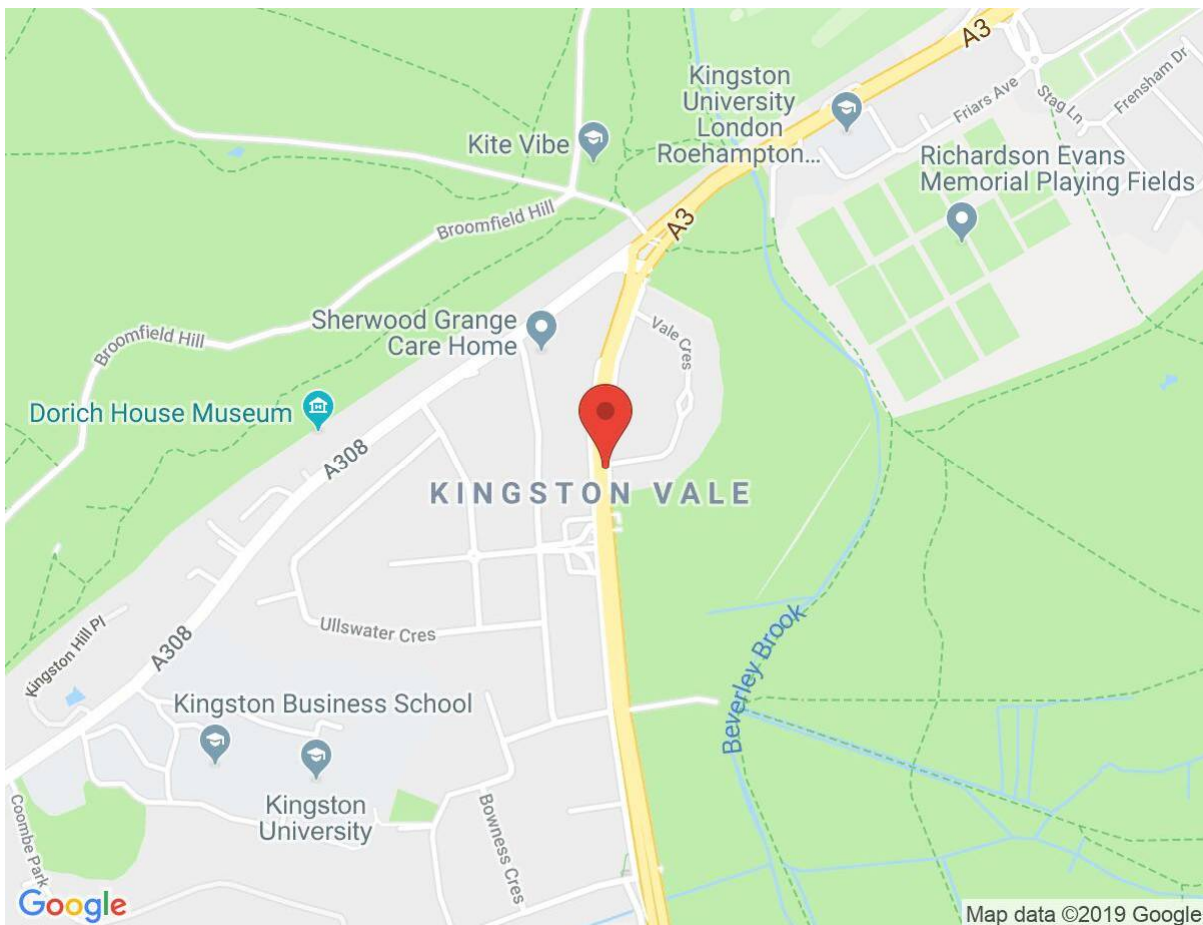 A3
Kingston
University
London
Roehampton...
Friars Ave
Stag Ln
Frensham Dr
Kite Vibe
Richardson Evans
Memorial Playing Fields
Broomfield Hill
A3
Sherwood Grange
Care Home
Vale Cres
Broomfield Hill
Dorich House Museum
A308
KINGSTON VALE
Ullswater Cres
Beverley Brook
Kingston Hill Pl
A308
Kingston Business School
Kingston
University
Bowness Cres
Coombe Park
Google
Map data ©2019 Google